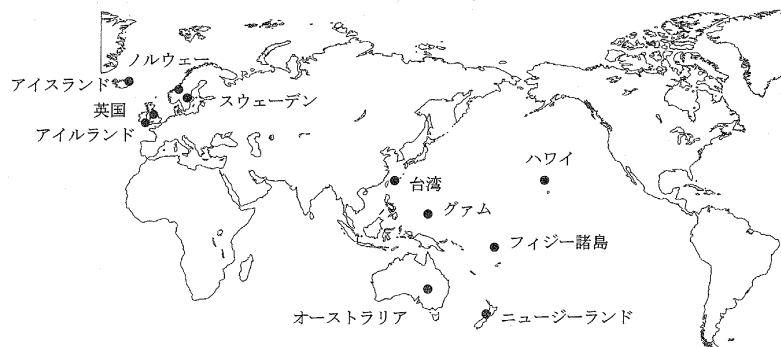 ノルウェー
アイスランド
スウェーデン
英国
アイルランド
ハワイ
台湾
グァム
フィジー諸島
オーストラリア
ニュージーランド